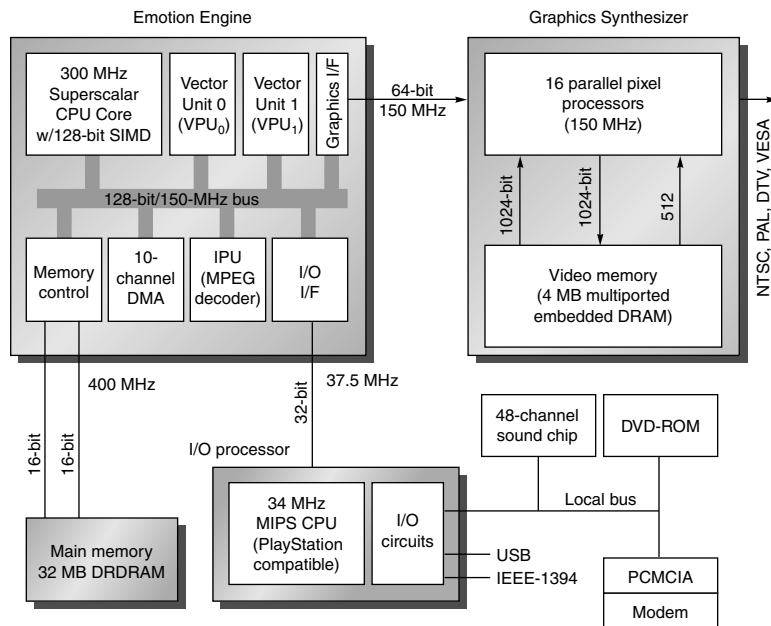 Emotion Engine
Graphics Synthesizer
300 MHz
Superscalar
CPU Core
w/128-bit SIMD
Vector
Unit 0
(VPU0)
Vector
Unit 1
(VPU1)
Graphics I/F
64-bit
150 MHz
16 parallel pixel
processors
(150 MHz)
NTSC, PAL, DTV, VESA
128-bit/150-MHz bus
1024-bit
1024-bit
512
Memory
control
10-
channel
DMA
IPU
(MPEG
decoder)
I/O
I/F
Video memory
(4 MB multiported
embedded DRAM)
16-bit
16-bit
400 MHz
32-bit
37.5 MHz
I/O processor
48-channel
sound chip
DVD-ROM
Local bus
Main memory
32 MB DRDRAM
34 MHz
MIPS CPU
(PlayStation
compatible)
I/O
circuits
USB
IEEE-1394
PCMCIA
Modem